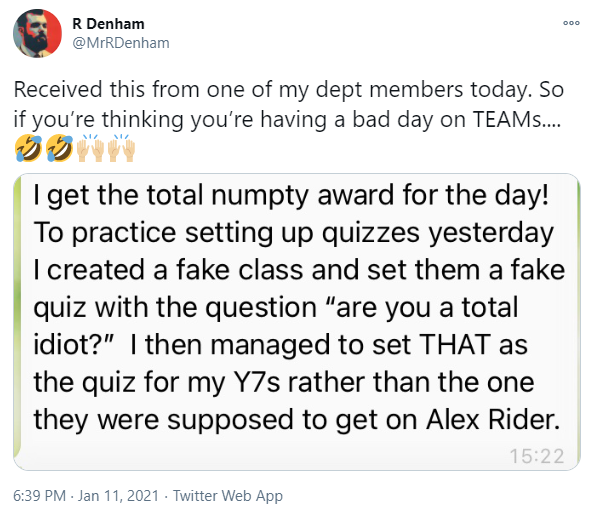 R Denham
@MrRDenham
Received this from one of my dept members today. So
if you’re thinking you’re having a bad day on TEAMs....
🤣🤣🙌🏼🙌🏼
I get the total numpty award for the day!
To practice setting up quizzes yesterday
I created a fake class and set them a fake
quiz with the question “are you a total
idiot?”  I then managed to set THAT as
the quiz for my Y7s rather than the one
they were supposed to get on Alex Rider.
15:22
6:39 PM · Jan 11, 2021 · Twitter Web App